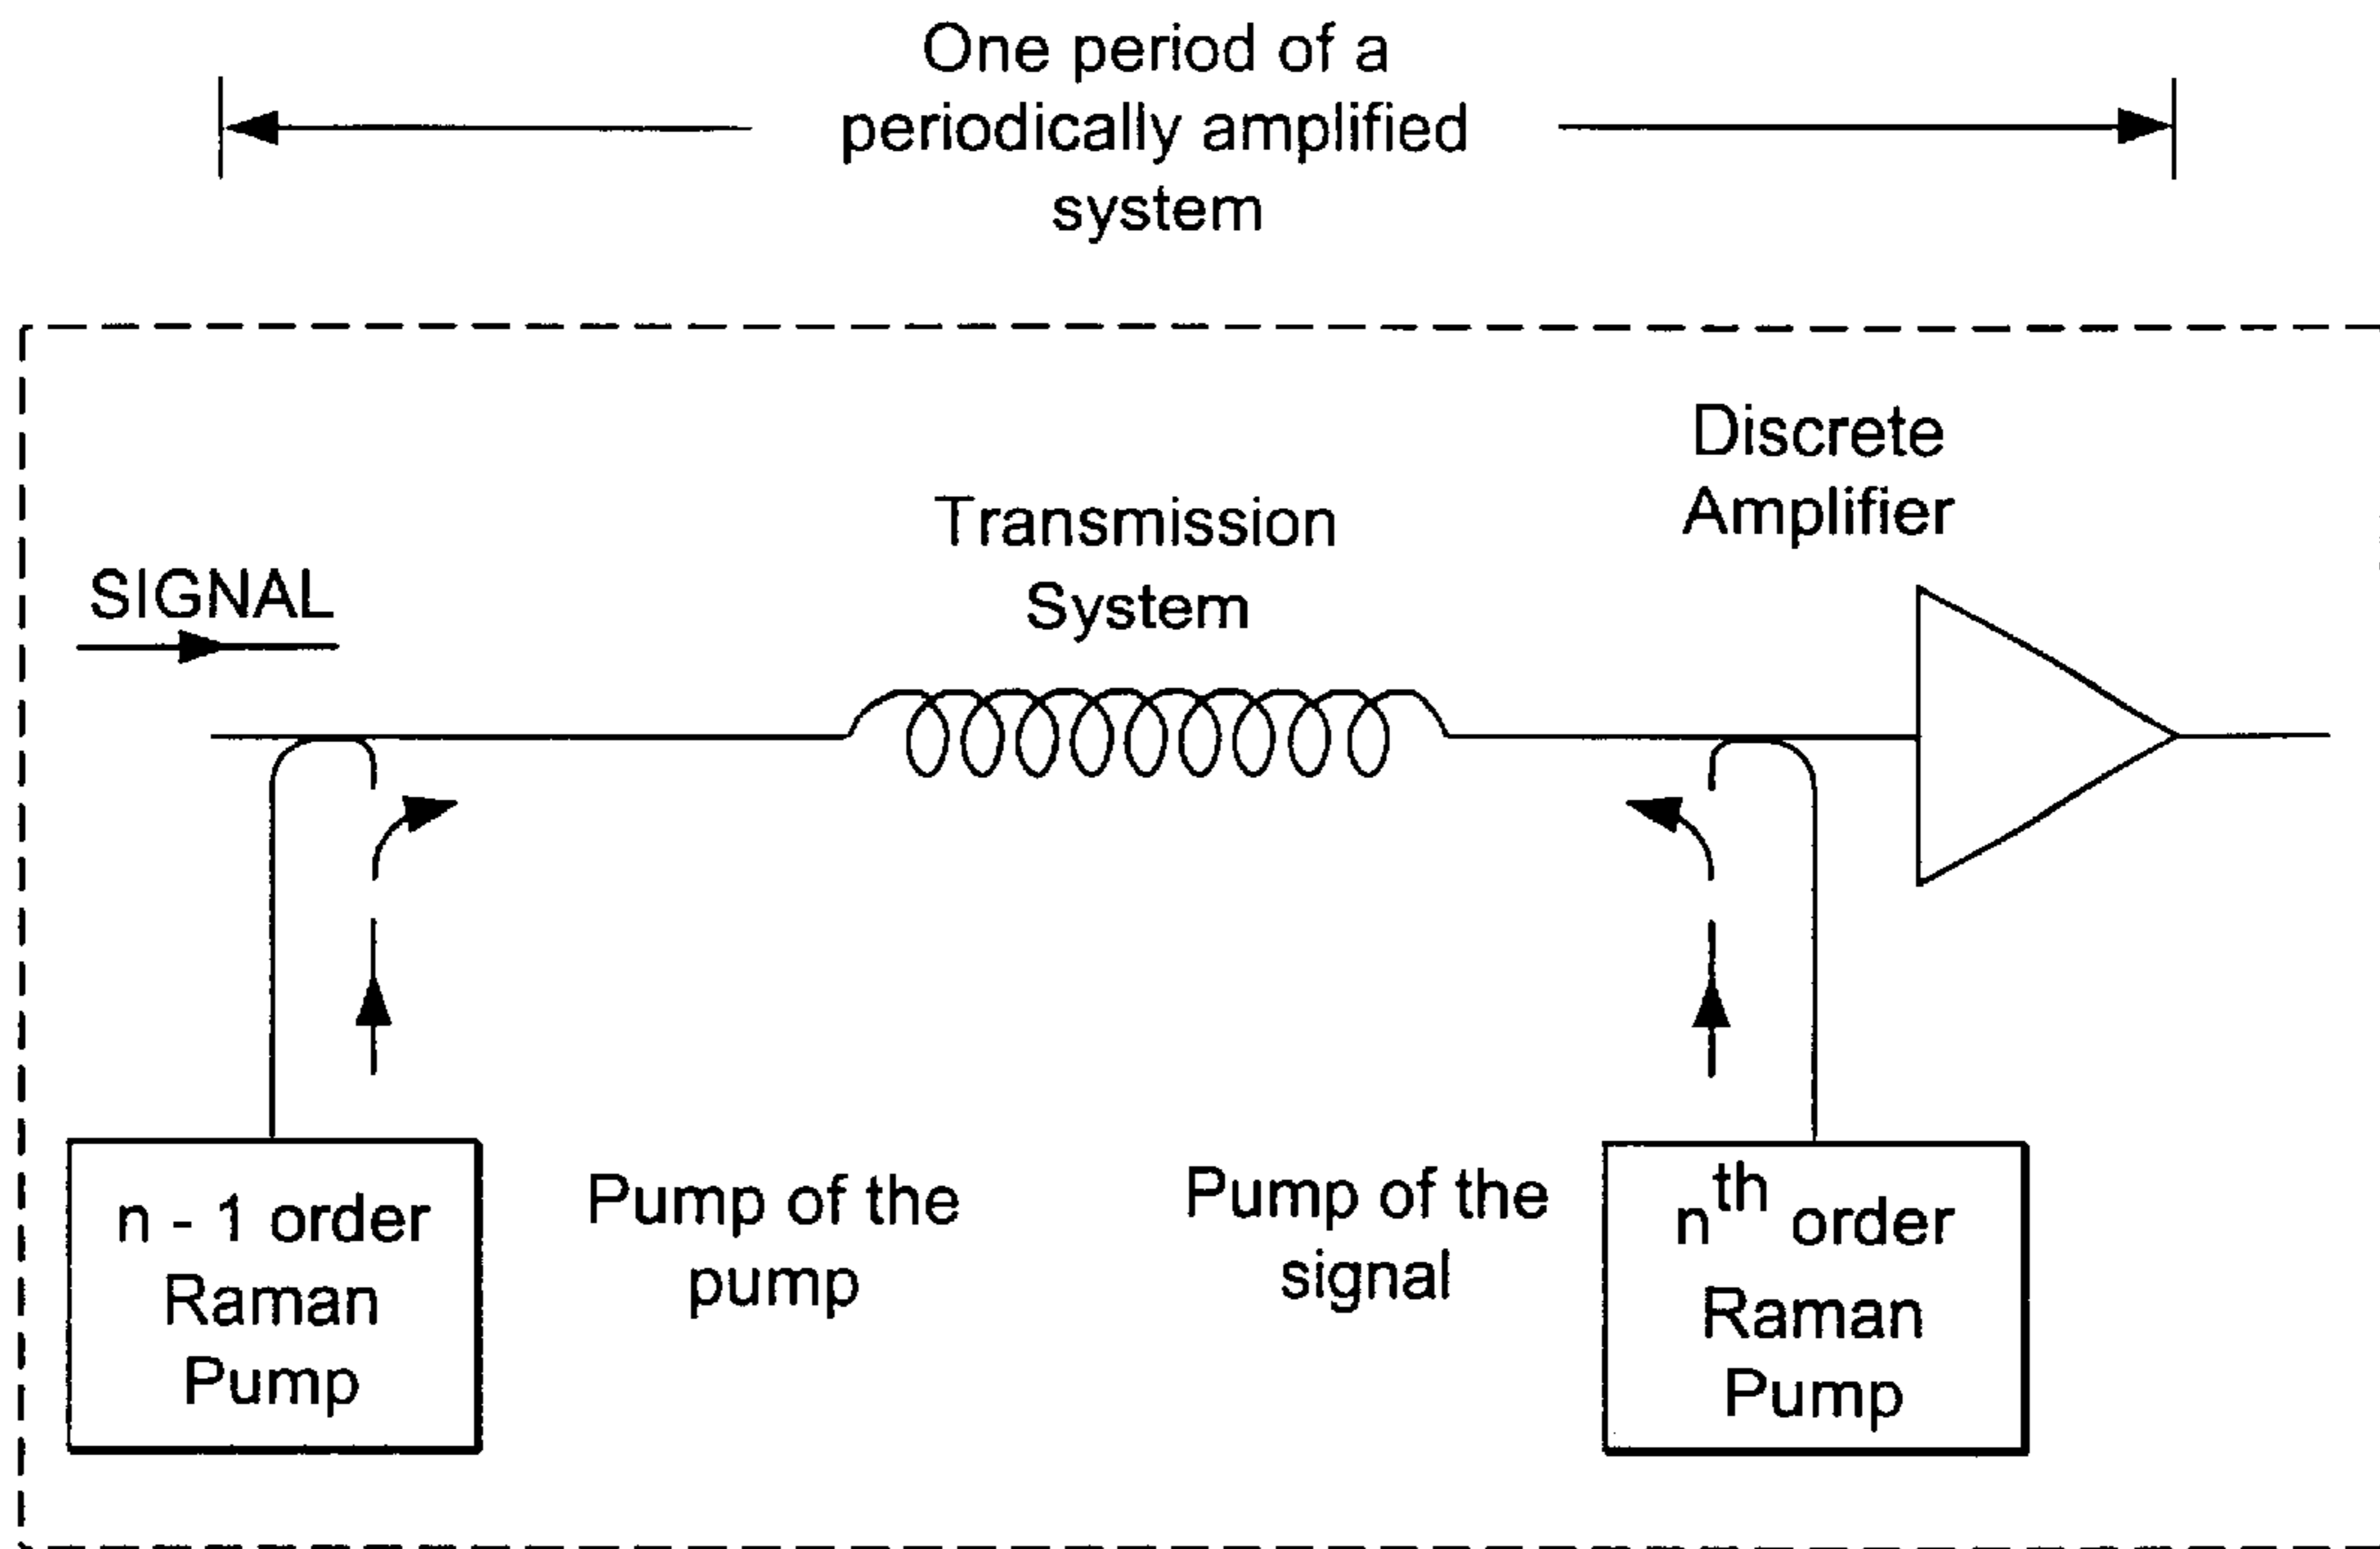 One period of a
periodically amplified
system
Discrete
Amplifier
Transmission
System
SIGNAL
n - 1 order
Raman
Pump
Pump of the
pump
Pump of the
signal
nth order
Raman
Pump